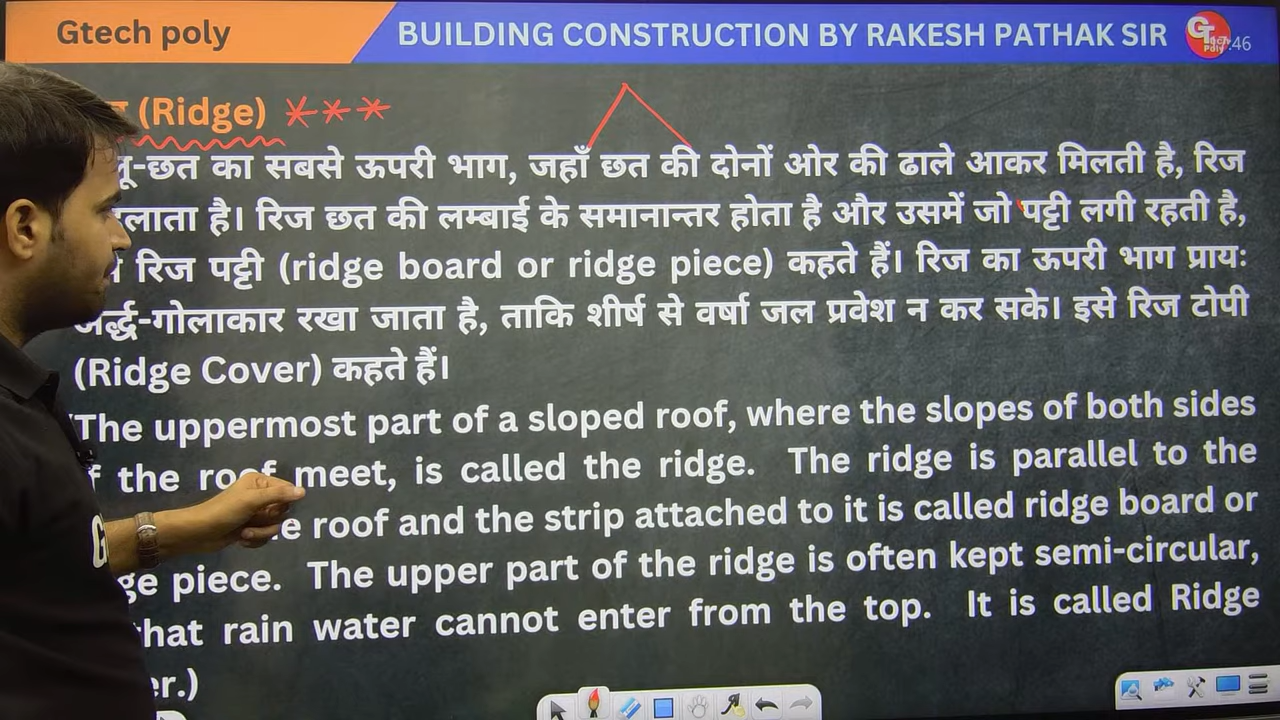 Gtech poly
BUILDING CONSTRUCTION BY RAKESH PATHAK SIR
(Ridge) ***
छत का सबसे ऊपरी भाग, जहाँ छत की दोनों ओर की ढाले आकर मिलती है, रिज
है। रिज छत की लम्बाई के समानान्तर होता है और उसमें जो पट्टी लगी रहती है,
रिज पट्टी (ridge board or ridge piece) कहते हैं। रिज का ऊपरी भाग प्रायः
अर्द्ध-गोलाकार रखा जाता है, ताकि शीर्ष से वर्षा जल प्रवेश न कर सके। इसे रिज टोपी
(Ridge Cover) कहते हैं।
(The uppermost part of a sloped roof, where the slopes of both sides
the roof meet, is called the ridge. The ridge is parallel to the
roof and the strip attached to it is called ridge board or
piece. The upper part of the ridge is often kept semi-circular,
that rain water cannot enter from the top. It is called Ridge